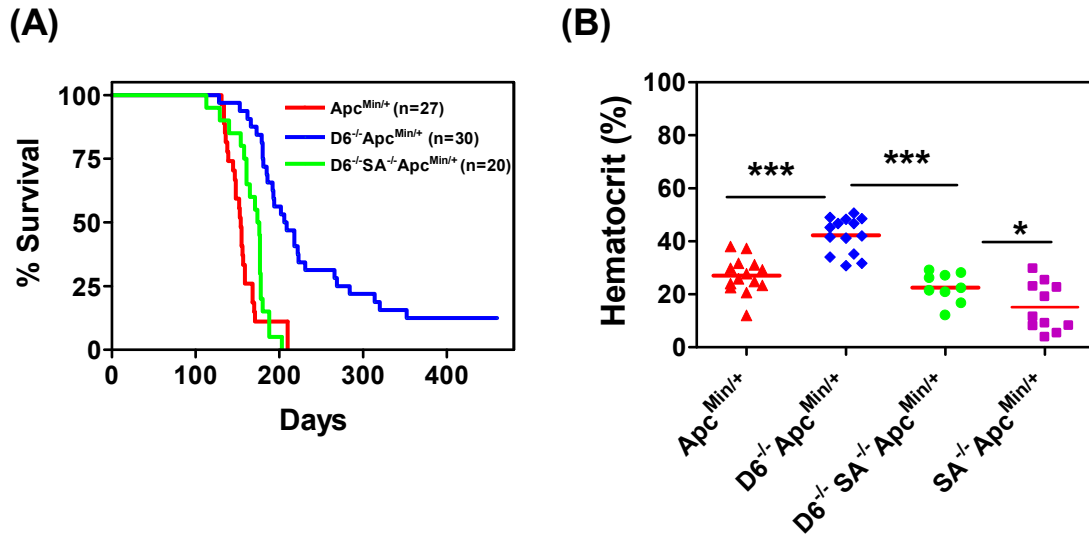 (A)
(B)
% Survival
100
75
50
25
0
Apc^Min/+ (n=27)
D6^-/-Apc^Min/+ (n=30)
D6^-/-SA^-/-Apc^Min/+ (n=20)
0 100 200 300 400
Days
Hematocrit (%)
100
80
60
40
20
0
*** *** *
Apc^Min/+
D6^-/- Apc^Min/+
D6^-/- SA^-/- Apc^Min/+
SA^-/- Apc^Min/+